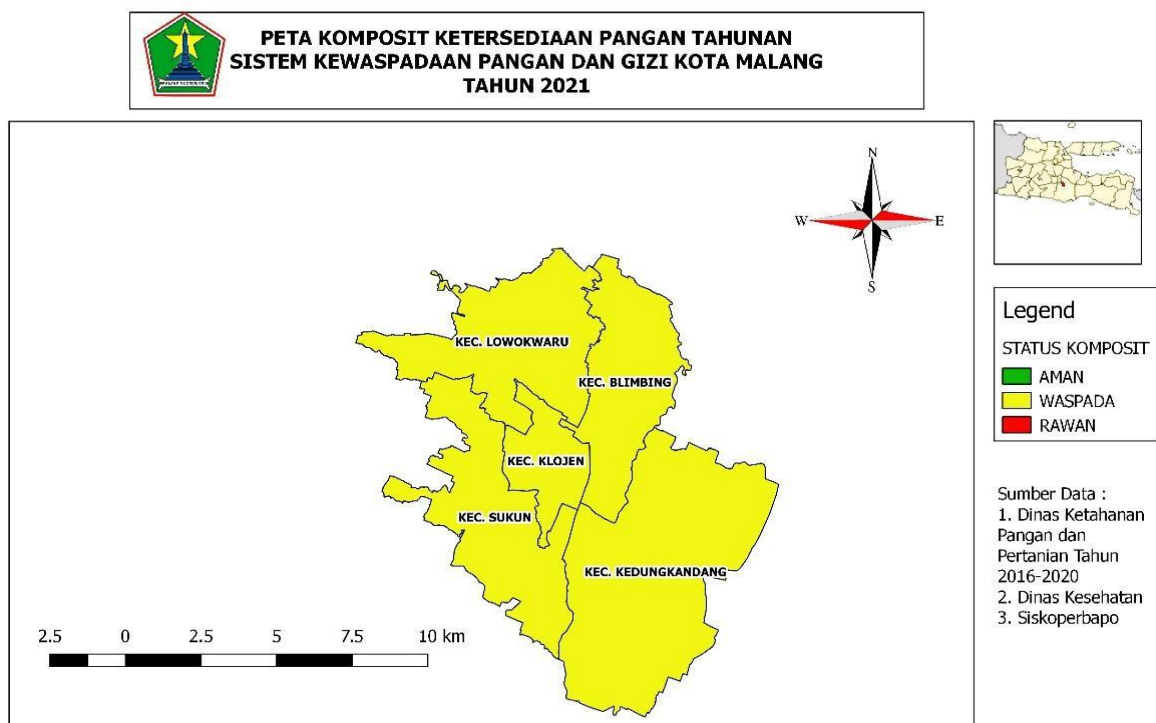 PETA KOMPOSIT KETERSEDIAAN PANGAN TAHUNAN
SISTEM KEWASPADAAN PANGAN DAN GIZI KOTA MALANG
TAHUN 2021
N
W
E
S
KEC. LOWOKWARU
KEC. BLIMBING
KEC. KLOJEN
KEC. SUKUN
KEC. KEDUNGKANDANG
2.5 0 2.5 5 7.5 10 km
Legend
STATUS KOMPOSIT
AMAN
WASPADA
RAWAN
Sumber Data :
1. Dinas Ketahanan
Pangan dan
Pertanian Tahun
2016-2020
2. Dinas Kesehatan
3. Siskoperbapo